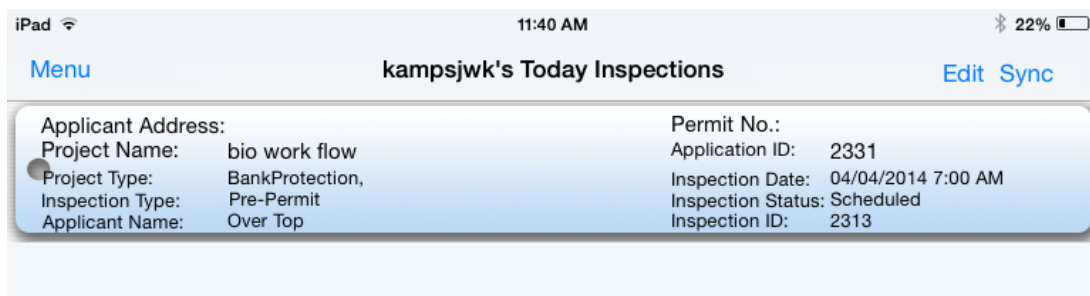 iPad 11:40 AM 22%
Menu kampsjwk's Today Inspections Edit Sync
Applicant Address: Permit No.:
Project Name: bio work flow Application ID: 2331
Project Type: BankProtection, Inspection Date: 04/04/2014 7:00 AM
Inspection Type: Pre-Permit Inspection Status: Scheduled
Applicant Name: Over Top Inspection ID: 2313